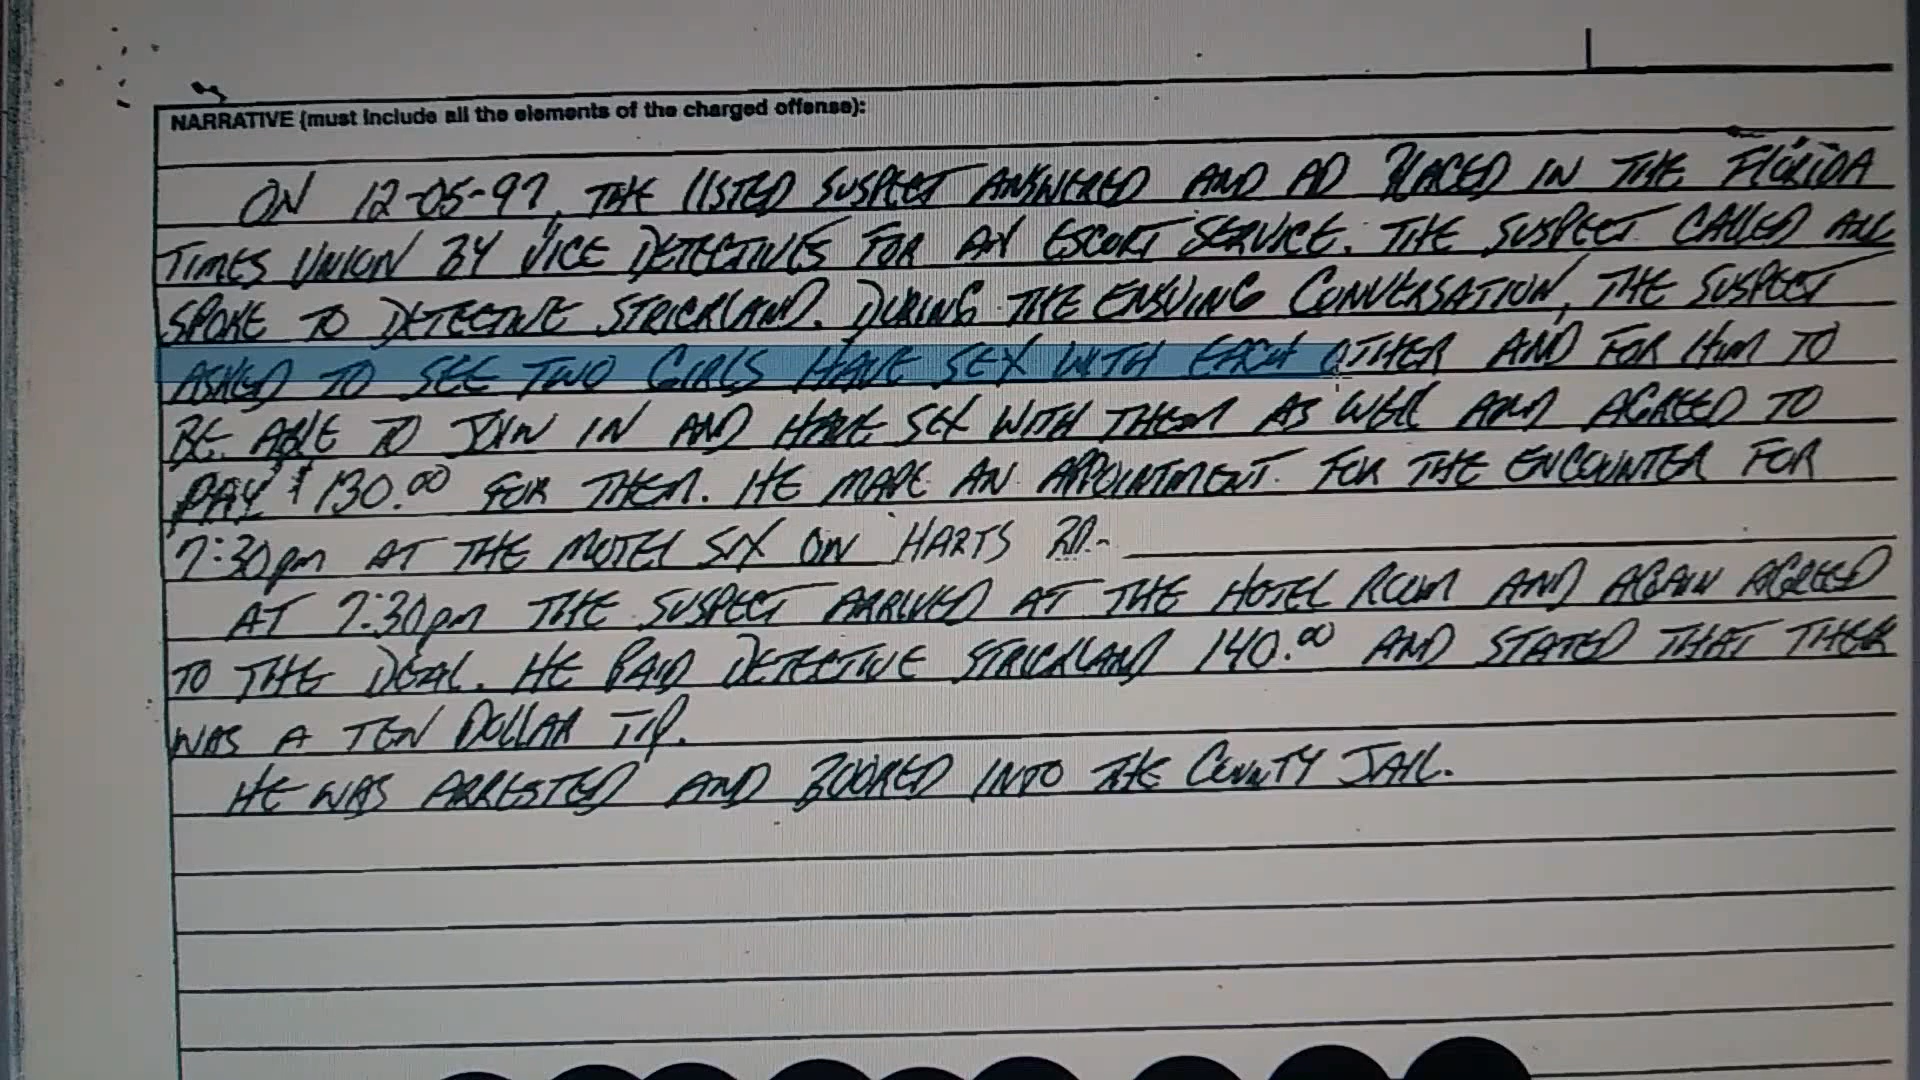 NARRATIVE (must include all the elements of the charged offense):
ON 12-05-97, THE LISTED SUSPECT ANSWERED AND AD PLACED IN THE FLORIDA
TIMES UNION BY VICE DETECTIVES FOR AN ESCORT SERVICE. THE SUSPECT CALLED
SPOKE TO DETECTIVE STRICKLAND. DURING THE ENSUING CONVERSATION, THE SUSPECT
ASKED TO SEE TWO GIRLS HAVE SEX WITH EACH OTHER AND FOR HIM TO
BE ABLE TO JOIN IN AND HAVE SEX WITH THEM AS WELL AND AGREED TO
PAY $130.00 FOR THEM. HE MADE AN APPOINTMENT FOR THE ENCOUNTER FOR
7:30pm AT THE MOTEL SIX ON HARTS RD.
AT 7:30pm THE SUSPECT ARRIVED AT THE HOTEL ROOM AND AGAIN AGREED
TO THE DEAL. HE PAID DETECTIVE STRICKLAND 140.00 AND STATED THAT THER
WAS A TEN DOLLAR TIP.
HE WAS ARRESTED AND BOOKED INTO THE COUNTY JAIL.